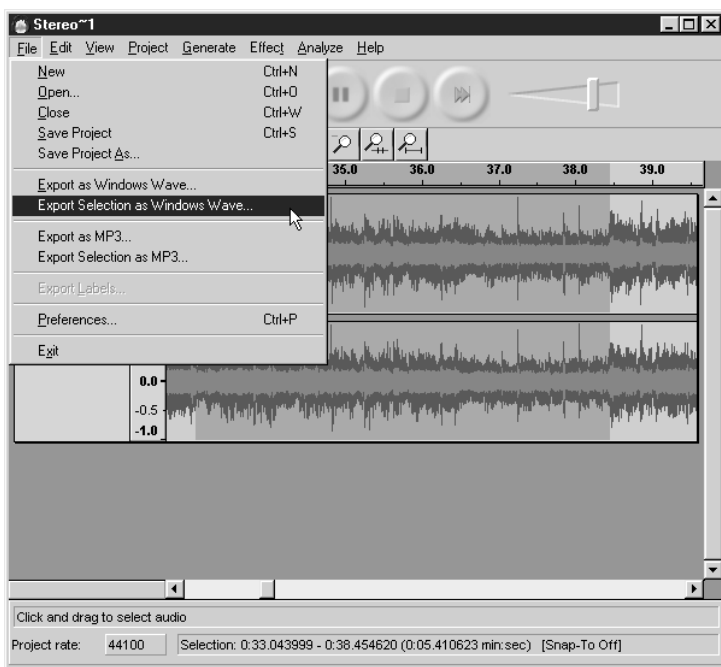 Stereo~1
File Edit View Project Generate Effect Analyze Help
New Ctrl+N
Open... Ctrl+O
Close Ctrl+W
Save Project Ctrl+S
Save Project As...
Export as Windows Wave...
Export Selection as Windows Wave...
Export as MP3...
Export Selection as MP3...
Export Labels...
Preferences... Ctrl+P
Exit
35.0 36.0 37.0 38.0 39.0
0.0
-0.5
-1.0
Click and drag to select audio
Project rate: 44100 Selection: 0:33.043999 - 0:38.454620 (0:05.410623 min:sec) [Snap-To Off]